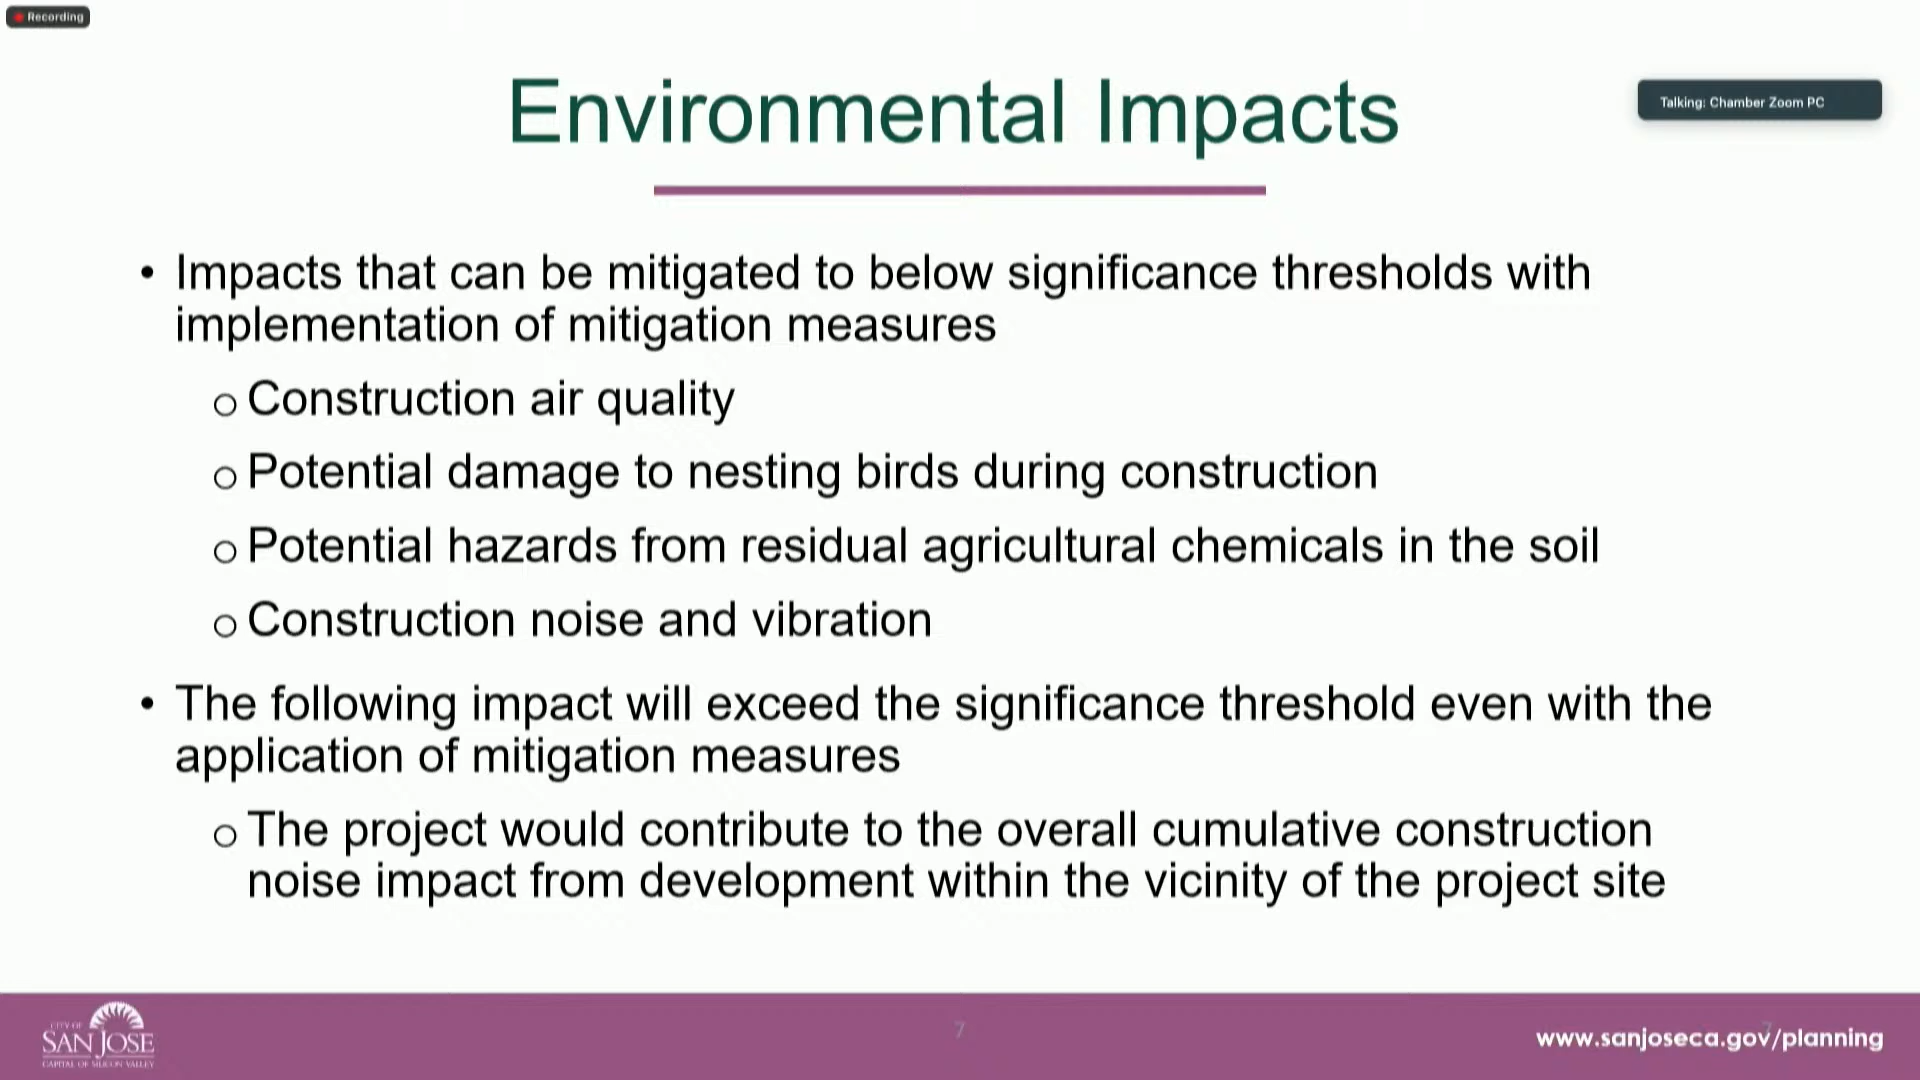 Recording
Environmental Impacts
Talking: Chamber Zoom PC
• Impacts that can be mitigated to below significance thresholds with
implementation of mitigation measures
o Construction air quality
o Potential damage to nesting birds during construction
o Potential hazards from residual agricultural chemicals in the soil
o Construction noise and vibration
• The following impact will exceed the significance threshold even with the
application of mitigation measures
o The project would contribute to the overall cumulative construction
noise impact from development within the vicinity of the project site
CITY OF
SAN JOSE
CAPITAL OF SILICON VALLEY
7
7
www.sanjoseca.gov/planning